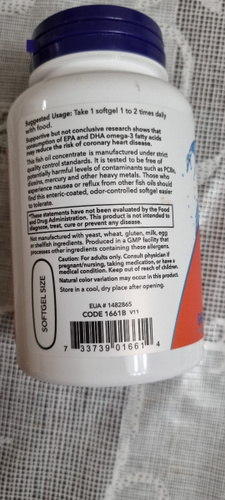 Suggested Usage: Take 1 softgel 1 to 2 times daily
with food.
Supportive but not conclusive research shows that
consumption of EPA and DHA omega-3 fatty acids
may reduce the risk of coronary heart disease.
This fish oil concentrate is manufactured under strict
quality control standards. It is tested to be free of
potentially harmful levels of contaminants such as PCBs,
dioxins, mercury and other heavy metals. Those who
experience nausea or reflux from other fish oils should
find this enteric-coated, odor-controlled softgel easier
to tolerate.
*These statements have not been evaluated by the Food
and Drug Administration. This product is not intended to
diagnose, treat, cure or prevent any disease.
Not manufactured with yeast, wheat, gluten, milk, egg
or shellfish ingredients. Produced in a GMP facility that
processes other ingredients containing these allergens.
Caution: For adults only. Consult physician if
pregnant/nursing, taking medication, or have a
medical condition. Keep out of reach of children.
Natural color variation may occur in this product.
Store in a cool, dry place after opening.
SOFTGEL SIZE
EIJA # 1482865
CODE 1661B V11
7 33739 01661 4